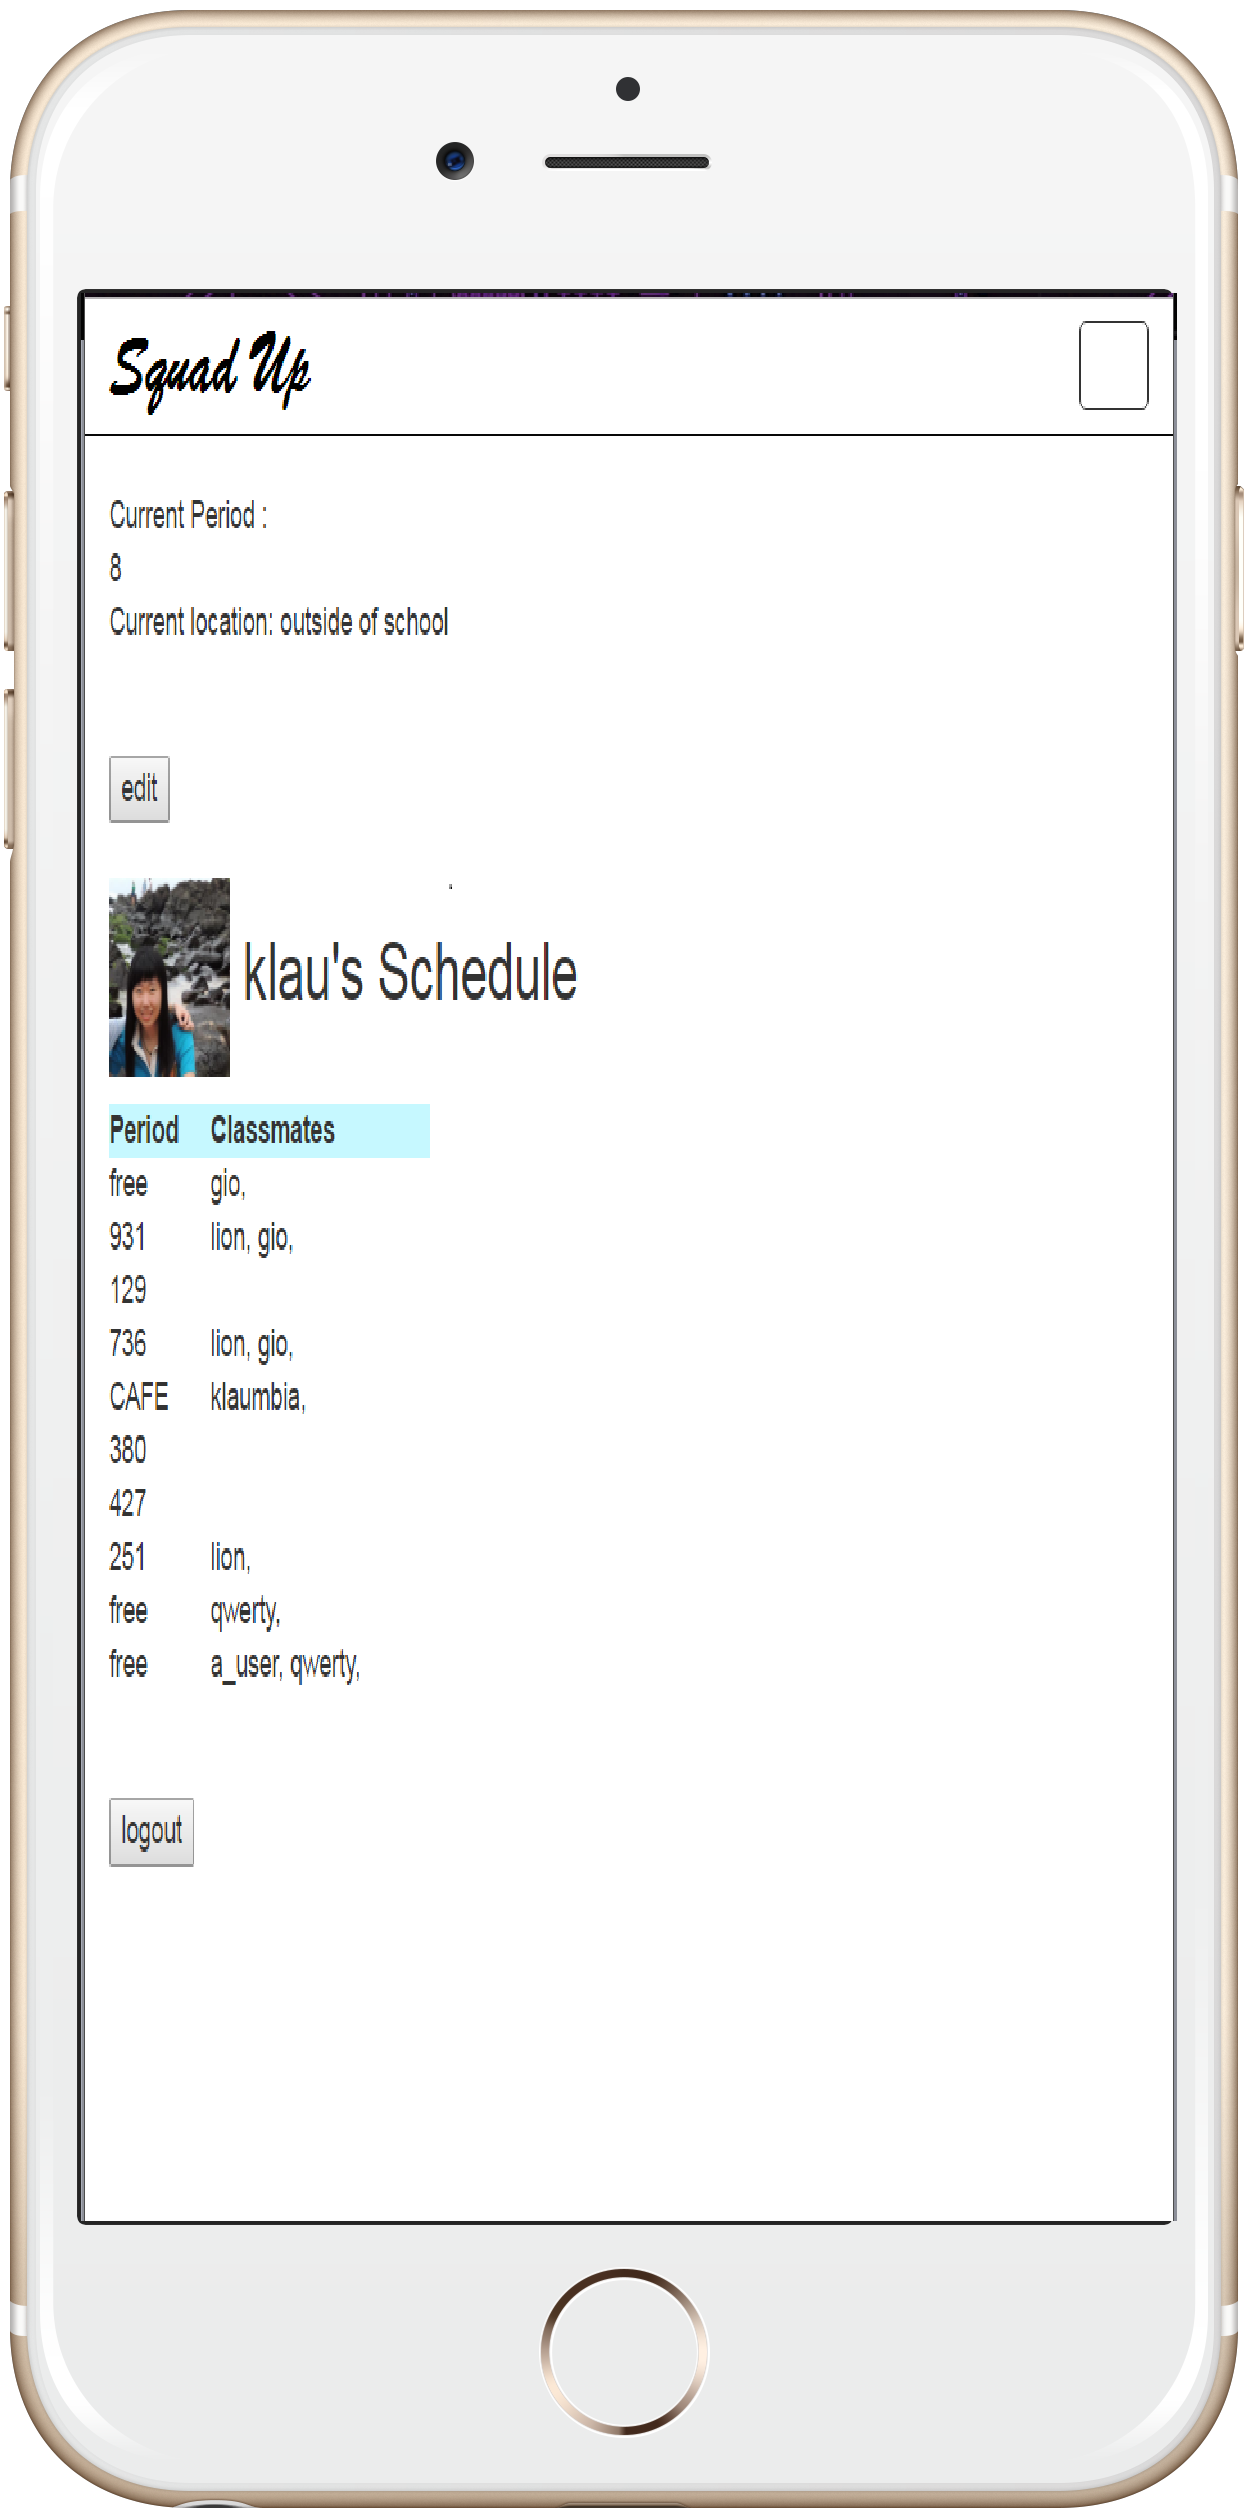 Squad Up
Current Period :
8
Current location: outside of school
edit
klau's Schedule
Period Classmates
free gio,
931 lion, gio,
129
736 lion, gio,
CAFE klaumbia,
380
427
251 lion,
free qwerty,
free a_user, qwerty,
logout